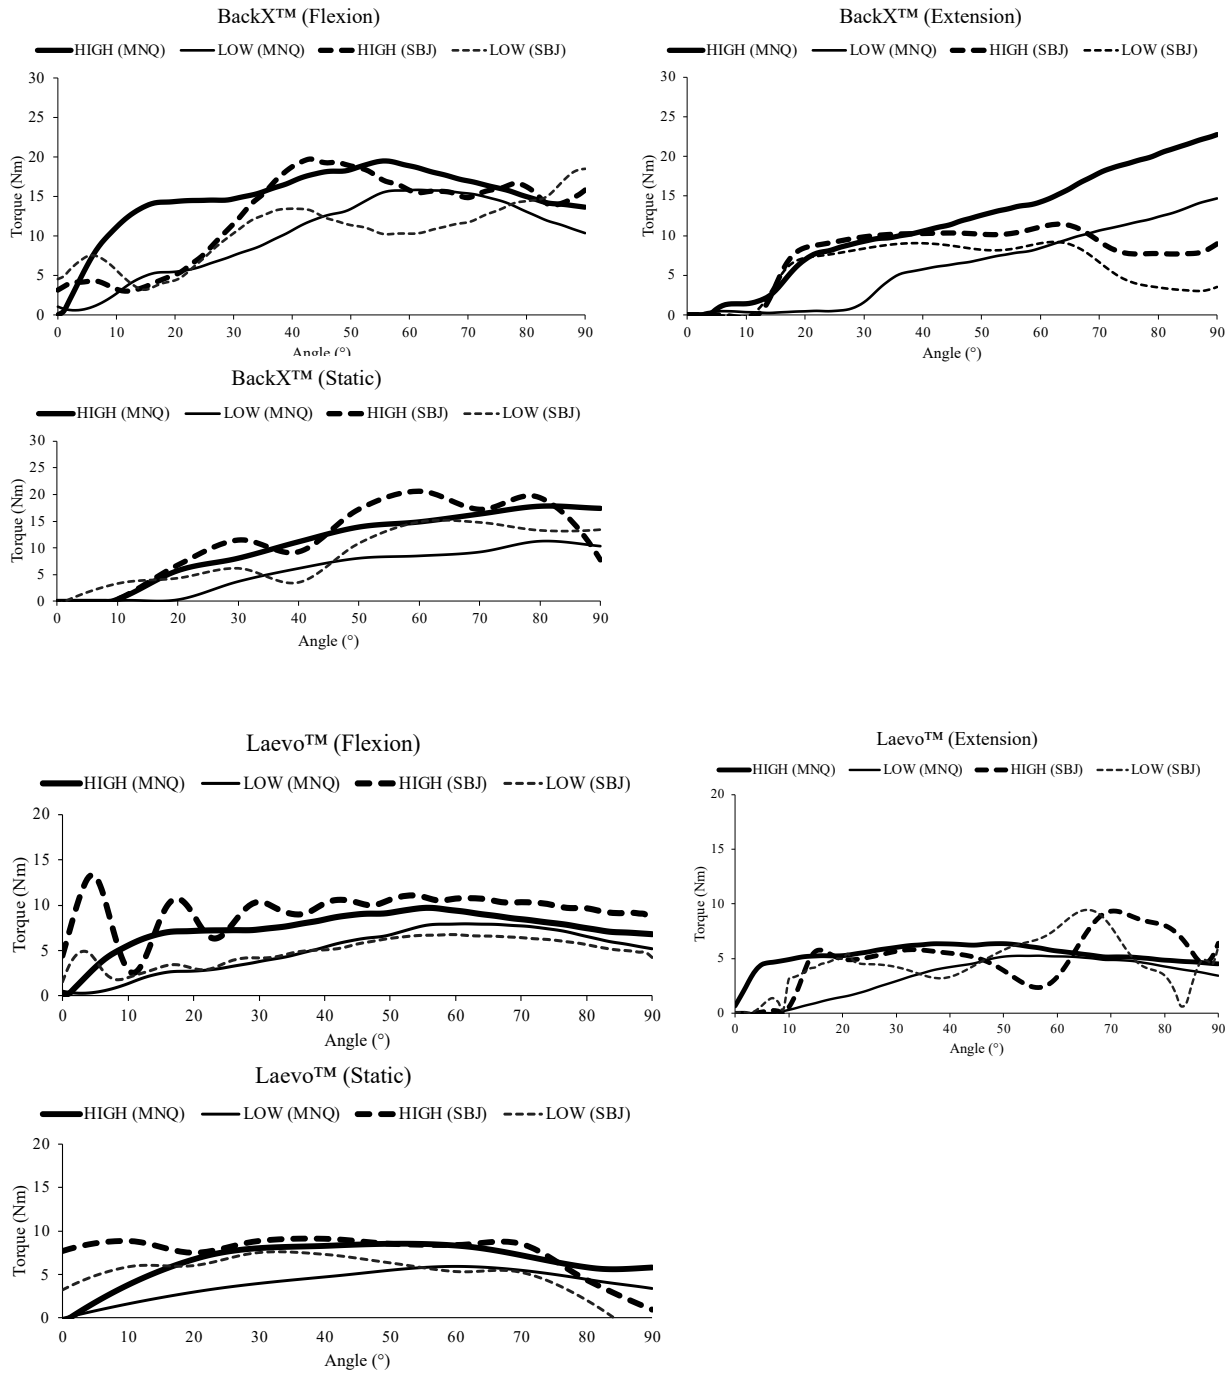 BackX™ (Flexion)
HIGH (MNQ) LOW (MNQ) HIGH (SBJ) LOW (SBJ)
30
25
20
15
10
5
0
Torque (Nm)
0 10 20 30 40 50 60 70 80 90
Angle (°)
BackX™ (Extension)
HIGH (MNQ) LOW (MNQ) HIGH (SBJ) LOW (SBJ)
30
25
20
15
10
5
0
Torque (Nm)
0 10 20 30 40 50 60 70 80 90
Angle (°)
BackX™ (Static)
HIGH (MNQ) LOW (MNQ) HIGH (SBJ) LOW (SBJ)
30
25
20
15
10
5
0
Torque (Nm)
0 10 20 30 40 50 60 70 80 90
Angle (°)
Laevo™ (Flexion)
HIGH (MNQ) LOW (MNQ) HIGH (SBJ) LOW (SBJ)
20
15
10
5
0
Torque (Nm)
0 10 20 30 40 50 60 70 80 90
Angle (°)
Laevo™ (Extension)
HIGH (MNQ) LOW (MNQ) HIGH (SBJ) LOW (SBJ)
20
15
10
5
0
Torque (Nm)
0 10 20 30 40 50 60 70 80 90
Angle (°)
Laevo™ (Static)
HIGH (MNQ) LOW (MNQ) HIGH (SBJ) LOW (SBJ)
20
15
10
5
0
Torque (Nm)
0 10 20 30 40 50 60 70 80 90
Angle (°)